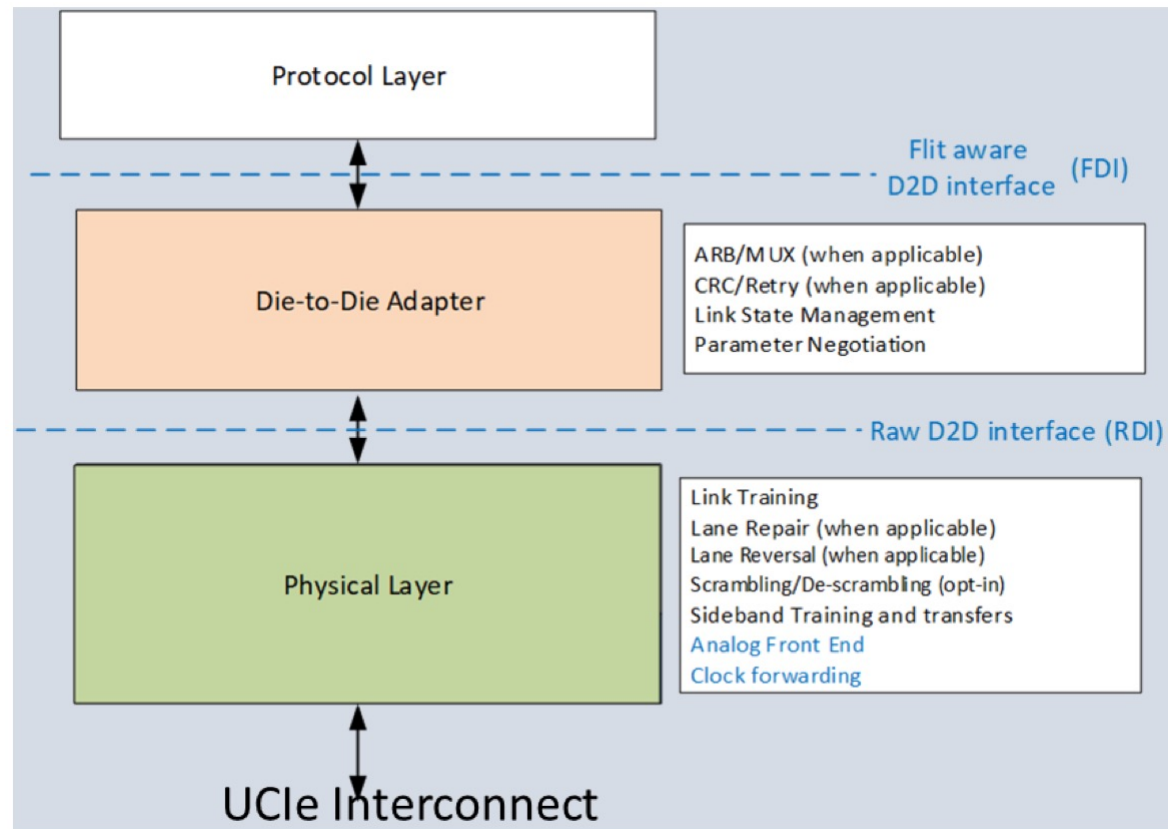 Protocol Layer
Flit aware
D2D interface (FDI)
Die-to-Die Adapter
ARB/MUX (when applicable)
CRC/Retry (when applicable)
Link State Management
Parameter Negotiation
Raw D2D interface (RDI)
Physical Layer
Link Training
Lane Repair (when applicable)
Lane Reversal (when applicable)
Scrambling/De-scrambling (opt-in)
Sideband Training and transfers
Analog Front End
Clock forwarding
UCIe Interconnect